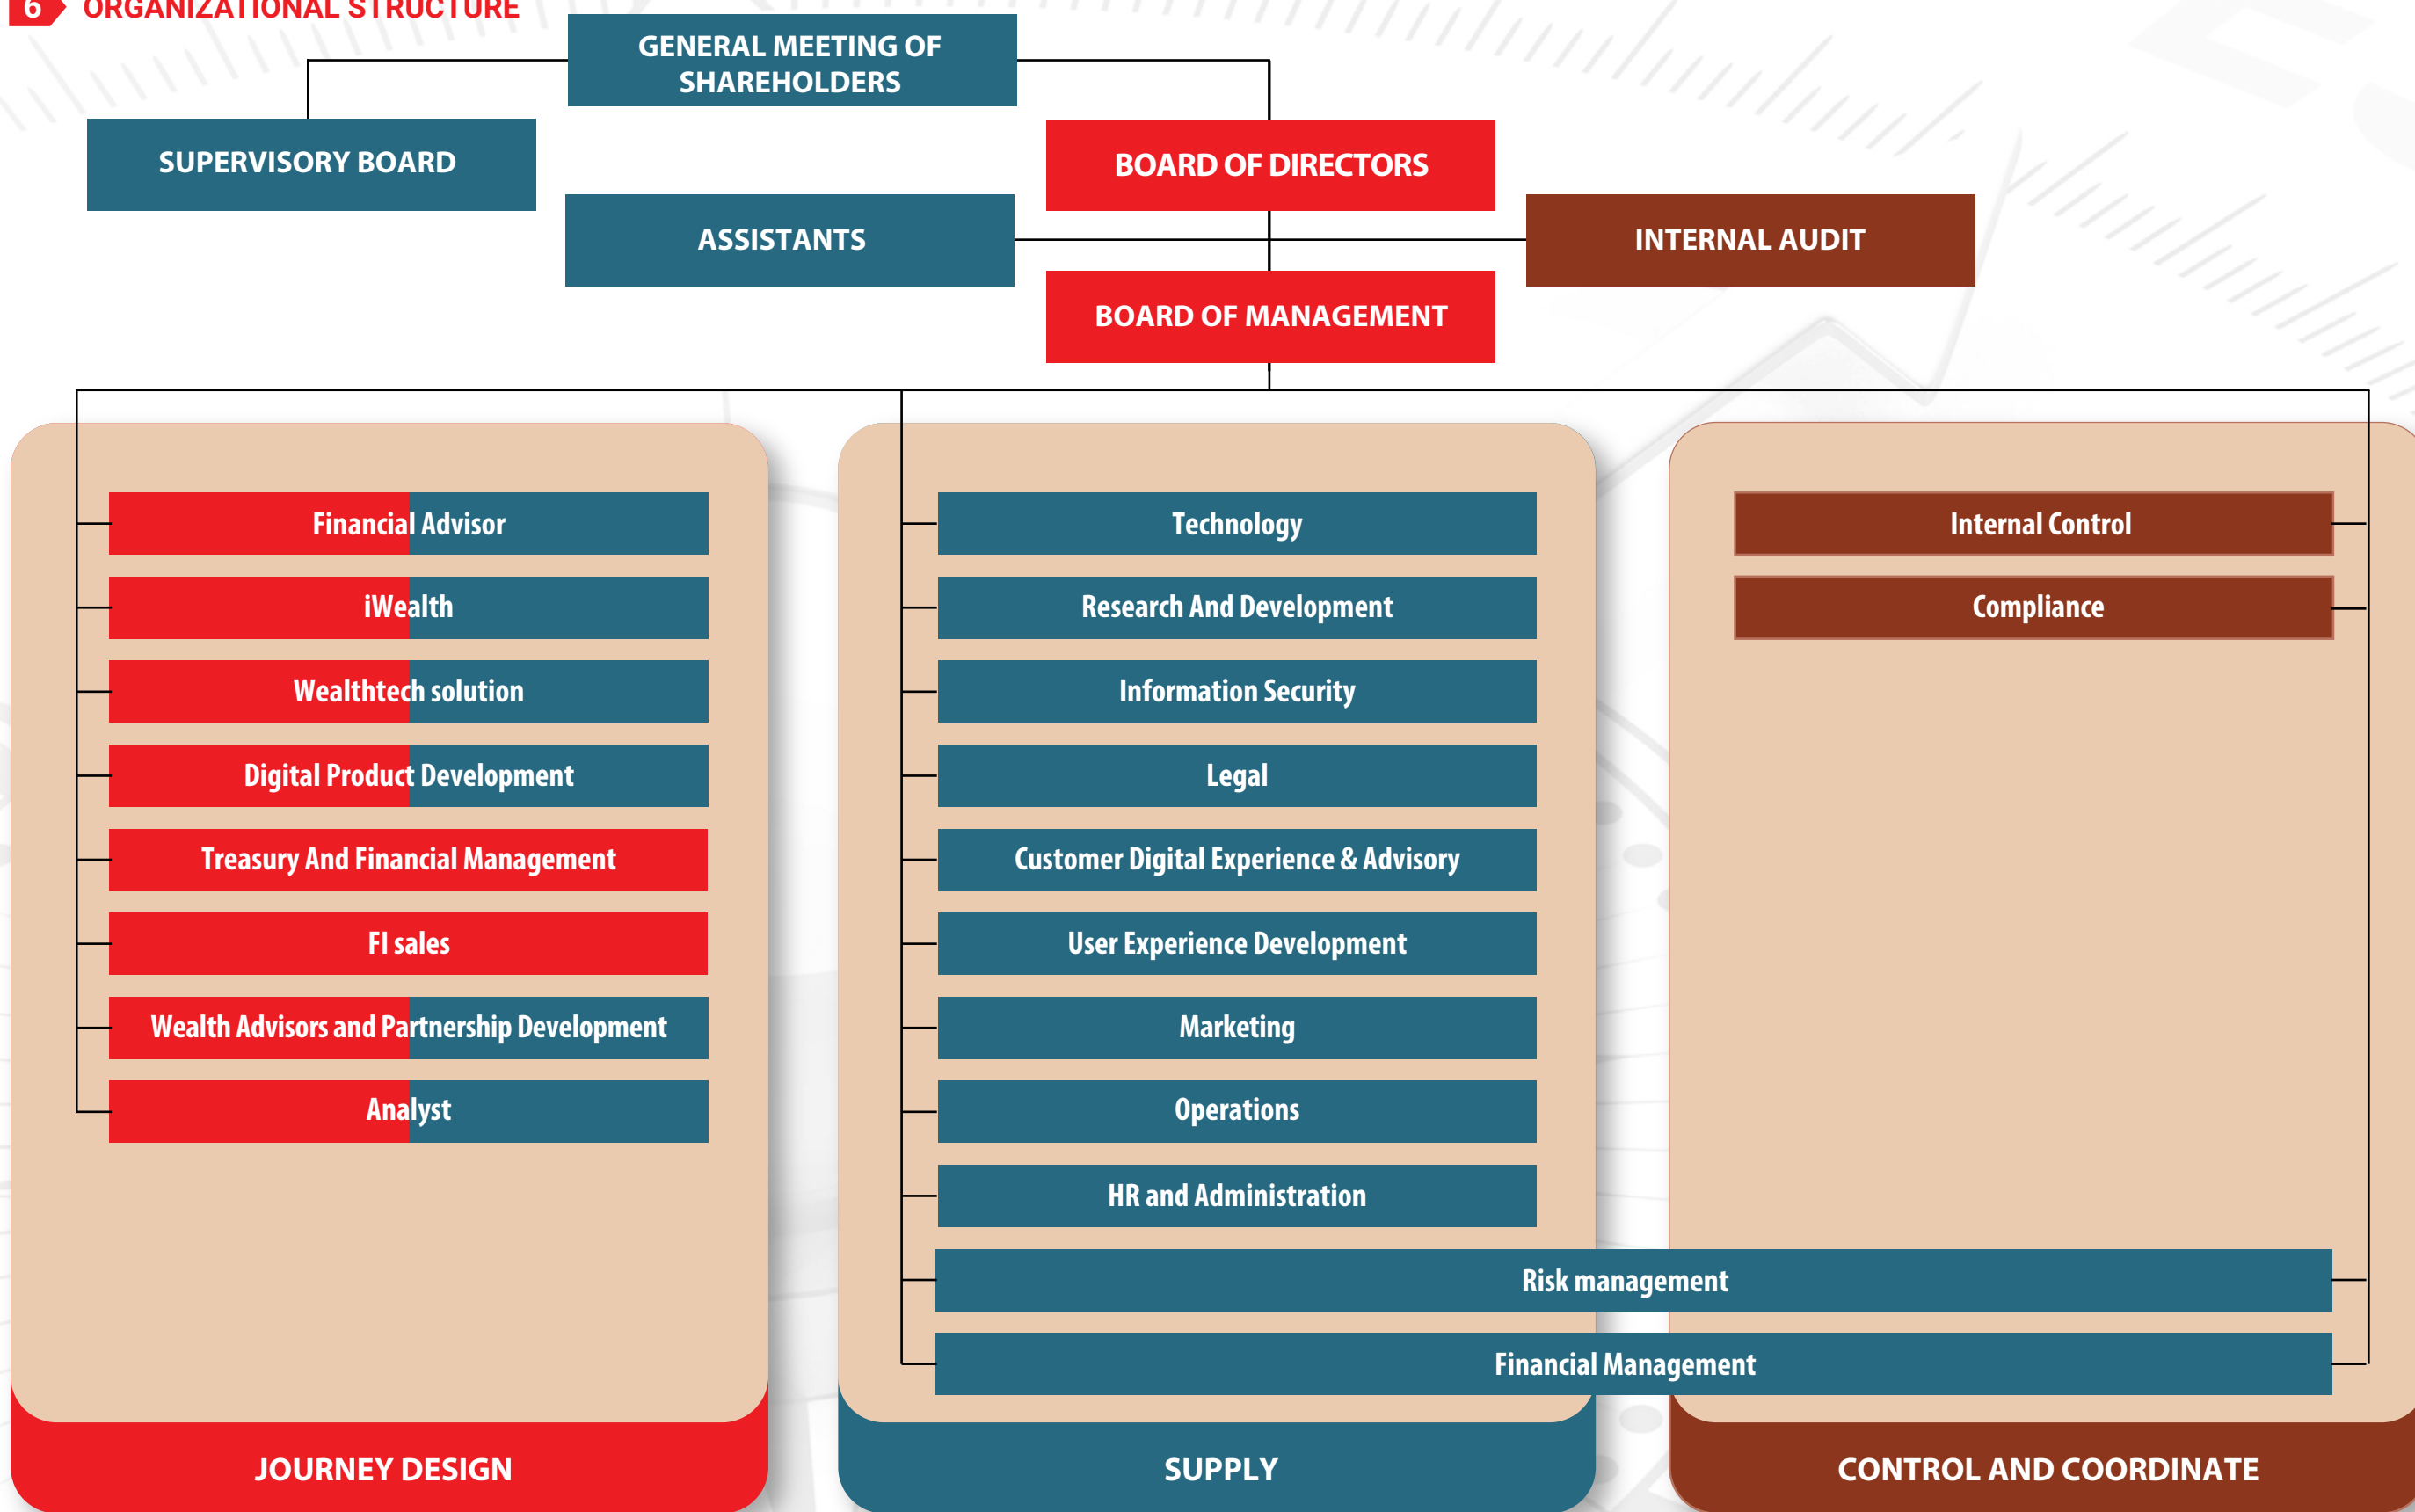 6 ORGANIZATIONAL STRUCTURE
GENERAL MEETING OF
SHAREHOLDERS
SUPERVISORY BOARD
BOARD OF DIRECTORS
ASSISTANTS
INTERNAL AUDIT
BOARD OF MANAGEMENT
Financial Advisor
iWealth
Wealthtech solution
Digital Product Development
Treasury And Financial Management
FI sales
Wealth Advisors and Partnership Development
Analyst
JOURNEY DESIGN
Technology
Research And Development
Information Security
Legal
Customer Digital Experience & Advisory
User Experience Development
Marketing
Operations
HR and Administration
Risk management
Financial Management
SUPPLY
Internal Control
Compliance
CONTROL AND COORDINATE